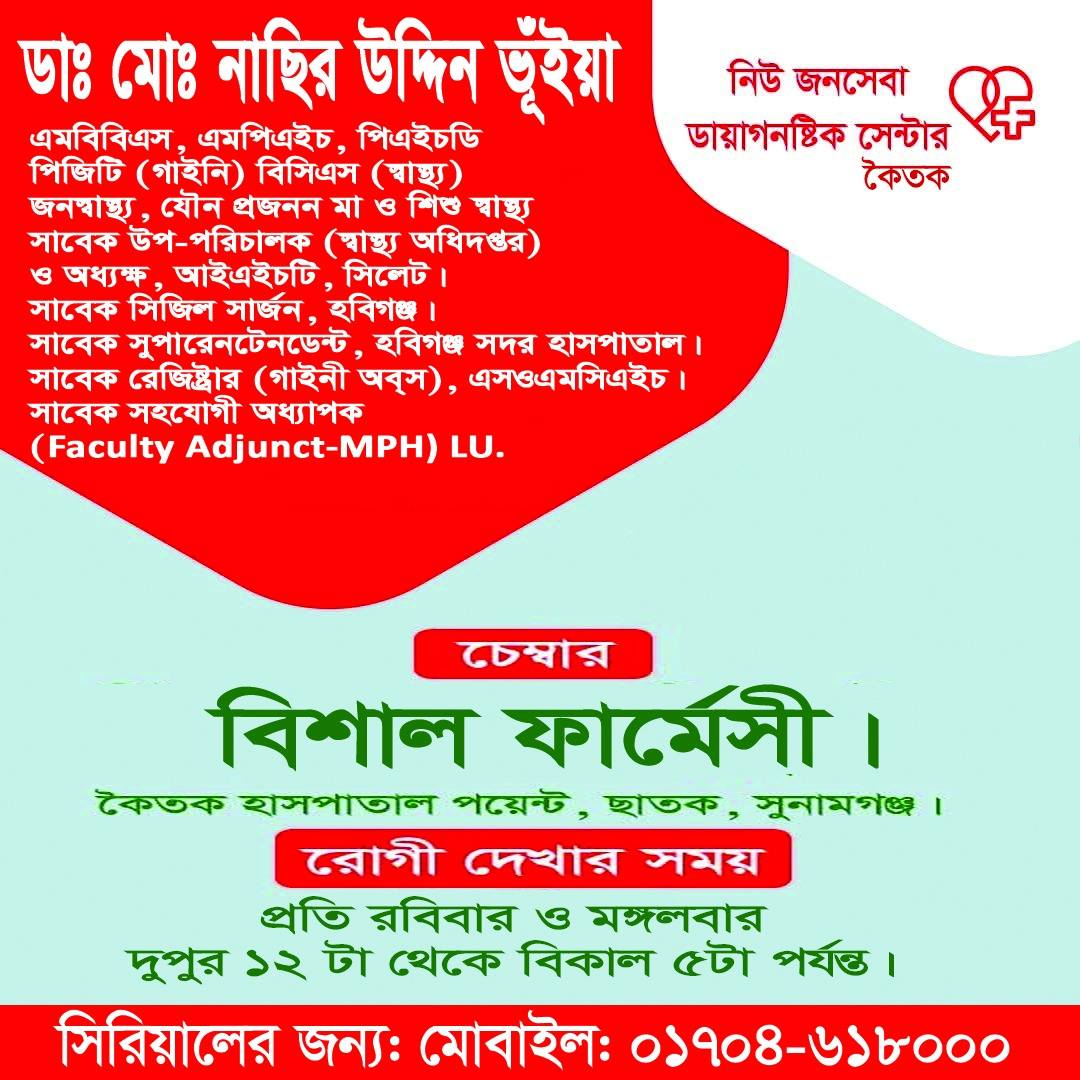 ডাঃ মোঃ নাছির উদ্দিন ভূঁইয়া
এমবিবিএস, এমপিএইচ, পিএইচডি
পিজিটি (গাইনি) বিসিএস (স্বাস্থ্য)
জনস্বাস্থ্য, যৌন প্রজনন মা ও শিশু স্বাস্থ্য
সাবেক উপ-পরিচালক (স্বাস্থ্য অধিদপ্তর)
ও অধ্যক্ষ, আইএইচটি, সিলেট।
সাবেক সিজিল সার্জন, হবিগঞ্জ।
সাবেক সুপারেনটেনডেন্ট, হবিগঞ্জ সদর হাসপাতাল।
সাবেক রেজিষ্ট্রার (গাইনী অব্‌স), এসওএমসিএইচ।
সাবেক সহযোগী অধ্যাপক
(Faculty Adjunct-MPH) LU.
নিউ জনসেবা
ডায়াগনষ্টিক সেন্টার
কৈতক
চেম্বার
বিশাল ফার্মেসী।
কৈতক হাসপাতাল পয়েন্ট, ছাতক, সুনামগঞ্জ।
রোগী দেখার সময়
প্রতি রবিবার ও মঙ্গলবার
দুপুর ১২ টা থেকে বিকাল ৫টা পর্যন্ত।
সিরিয়ালের জন্য: মোবাইল: ০১৭০৪-৬১৮০০০